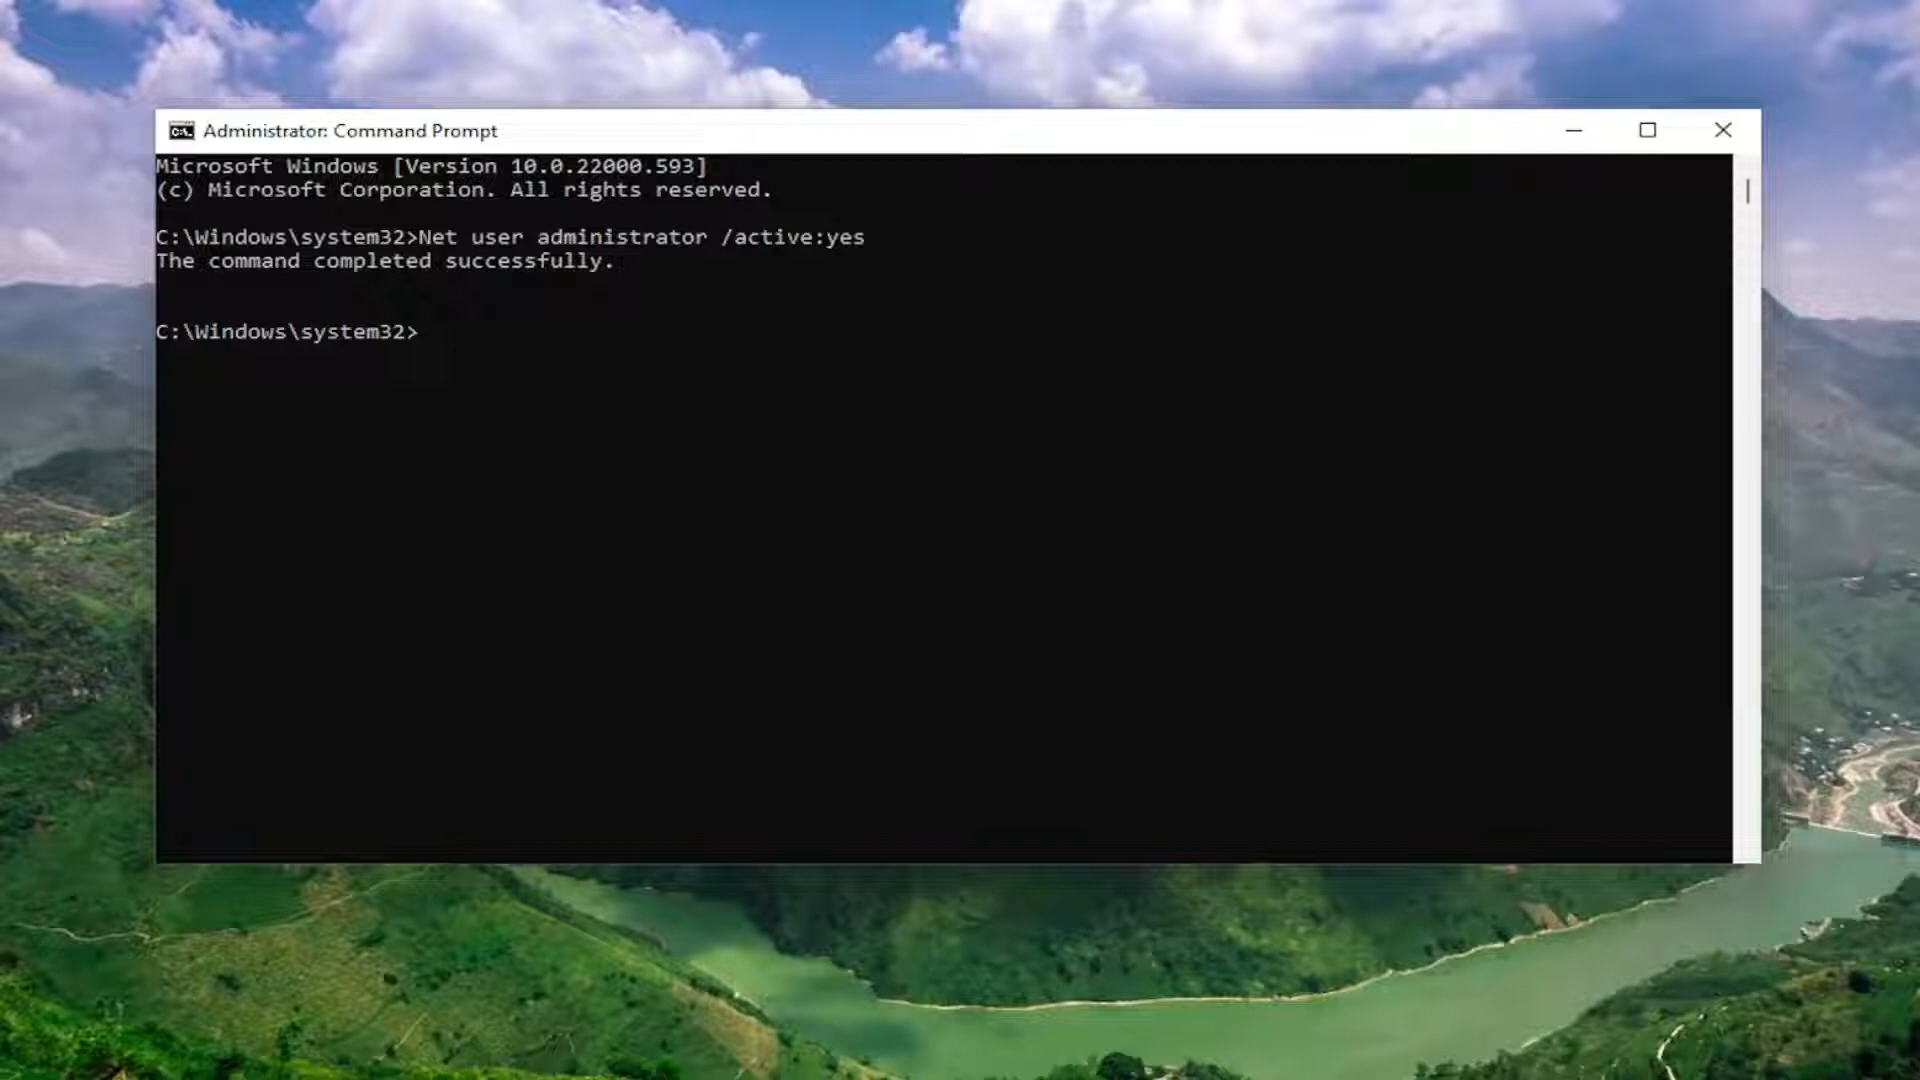 Administrator: Command Prompt
Microsoft Windows [Version 10.0.22000.593]
(c) Microsoft Corporation. All rights reserved.
C:\Windows\system32>Net user administrator /active:yes
The command completed successfully.
C:\Windows\system32>